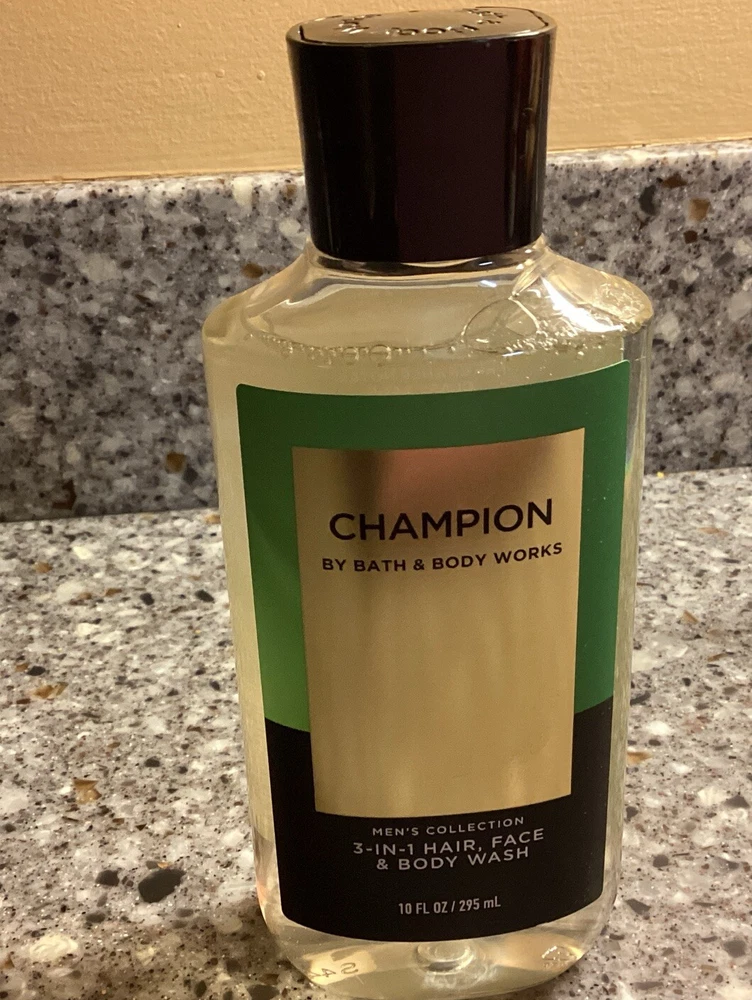 CHAMPION
BY BATH & BODY WORKS
MEN'S COLLECTION
3-IN-1 HAIR, FACE
& BODY WASH
10 FL OZ / 295 mL